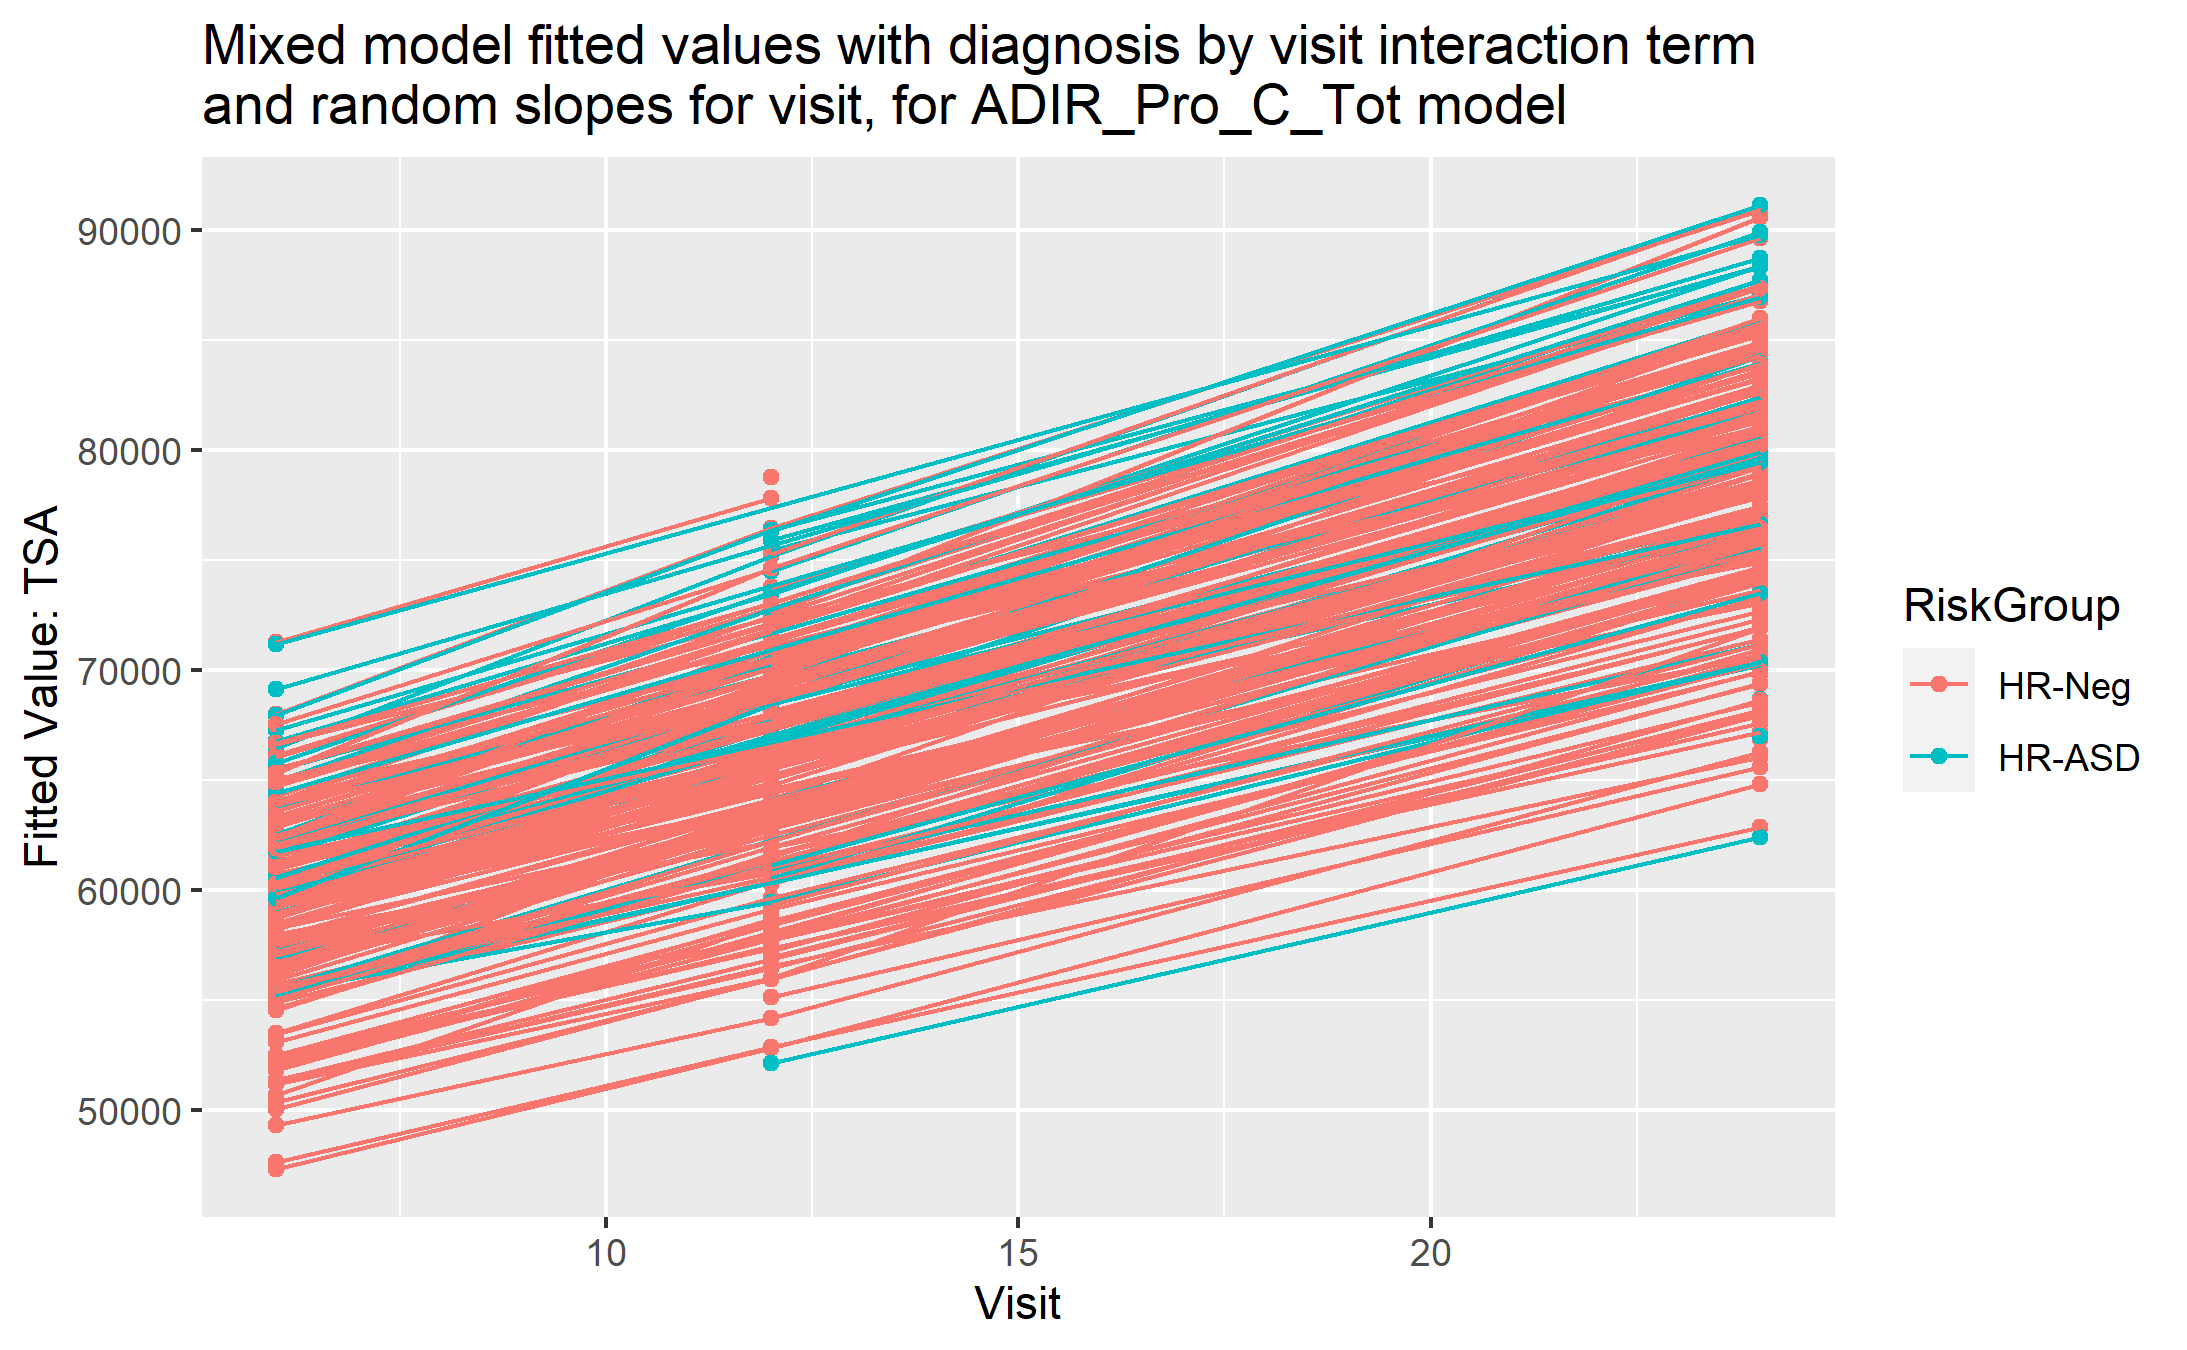 Mixed model fitted values with diagnosis by visit interaction term
and random slopes for visit, for ADIR_Pro_C_Tot model
90000
80000
70000
60000
50000
Fitted Value: TSA
10
15
20
Visit
RiskGroup
HR-Neg
HR-ASD